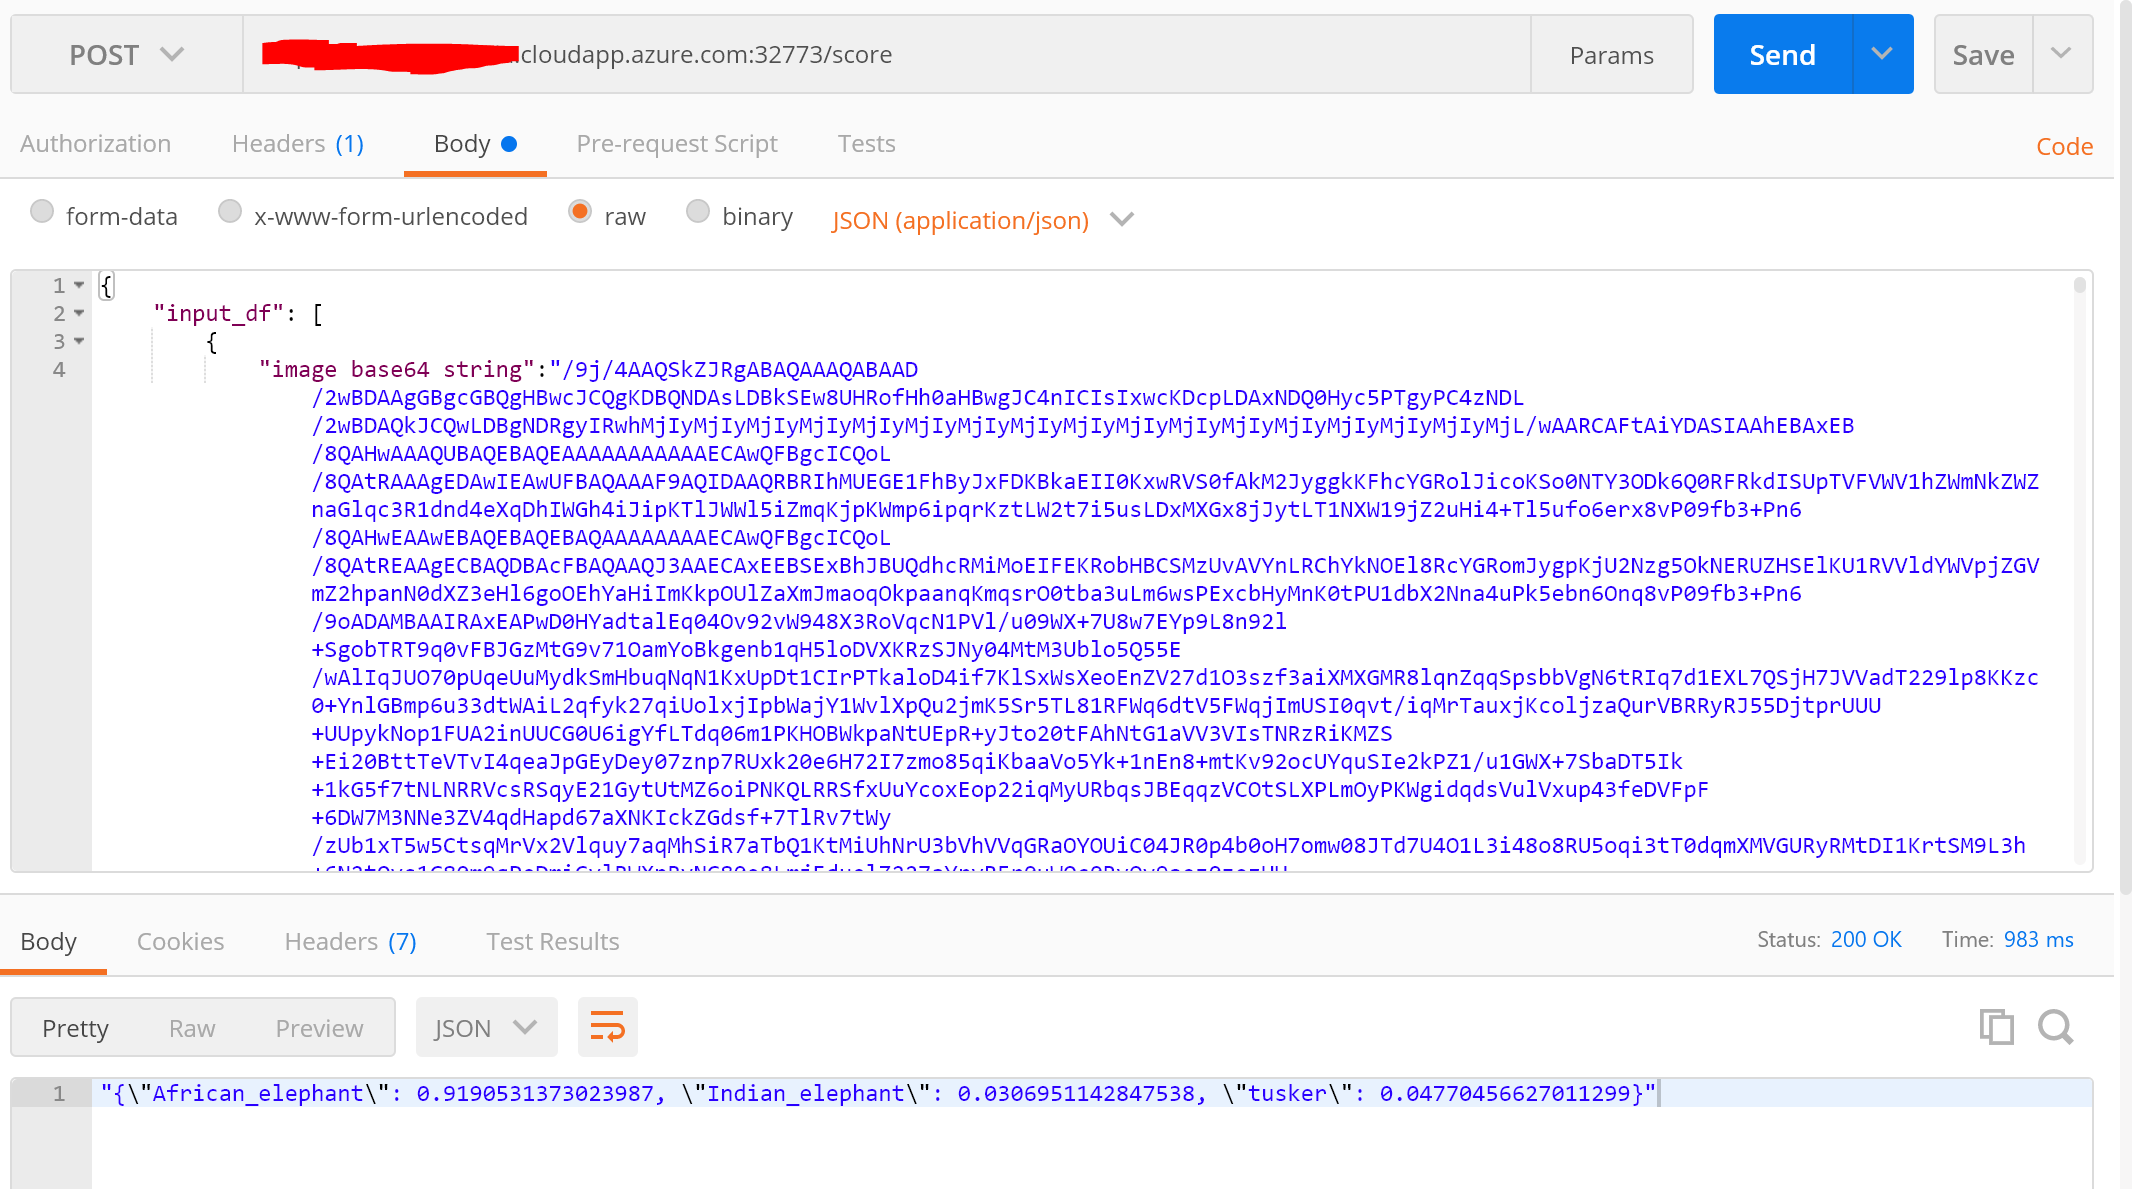 POST cloudapp.azure.com:32773/score Params Send Save
Authorization Headers (1) Body Pre-request Script Tests Code
form-data x-www-form-urlencoded raw binary JSON (application/json)
1 {
2 "input_df": [
3 {
4 "image base64 string":"/9j/4AAQSkZJRgABAQAAAQABAAD
/2wBDAAgGBgcGBQgHBwcJCQgKDBQNDAsLDBkSEw8UHRofHh0aHBwgJC4nICIsIxwcKDcpLDAxNDQ0Hyc5PTgyPC4zNDL
/2wBDAQkJCQwLDBgNDRgyIRwhMjIyMjIyMjIyMjIyMjIyMjIyMjIyMjIyMjIyMjIyMjIyMjIyMjIyMjIyMjIyMjIyMjL/wAARCAFtAiYDASIAAhEBAxEB
/8QAHwAAAQUBAQEBAQEAAAAAAAAAAAECAwQFBgcICQoL
/8QAtRAAAgEDAwIEAwUFBAQAAAF9AQIDAAQRBRIhMUEGE1FhByJxFDKBkaEII0KxwRVS0fAkM2JyggkKFhcYGRolJicoKSo0NTY3ODk6Q0RFRkdISUpTVFVWV1hZWmNkZWZ
naGlqc3R1dnd4eXqDhIWGh4iJipKTlJWWl5iZmqKjpKWmp6ipqrKztLW2t7i5usLDxMXGx8jJytLT1NXW19jZ2uHi4+Tl5ufo6erx8vP09fb3+Pn6
/8QAHwEAAwEBAQEBAQEBAQAAAAAAAAECAwQFBgcICQoL
/8QAtREAAgECBAQDBAcFBAQAAQJ3AAECAxEEBSExBhJBUQdhcRMiMoEIFEKRobHBCSMzUvAVYnLRChYkNOEl8RcYGRomJygpKjU2Nzg5OkNERUZHSElKU1RVVldYWVpjZGV
mZ2hpanN0dXZ3eHl6goOEhYaHiImKkpOUlZaXmJmaoqOkpaanqKmqsrO0tba3uLm6wsPExcbHyMnK0tPU1dbX2Nna4uPk5ebn6Onq8vP09fb3+Pn6
/9oADAMBAAIRAxEAPwD0HYadtalEq04Ov92vW948X3RoVqcN1PVl/u09WX+7U8w7EYp9L8n92l
+SgobTRT9q0vFBJGzMtG9v71OamYoBkgenb1qH5loDVXKRzSJNy04MtM3Ublo5Q55E
/wAlIqJUO70pUqeUuMydkSmHbuqNqN1KxUpDt1CIrPTkaloD4if7KlSxWsXeoEnZV27d1O3szf3aiXMXGMR8lqnZqqSpsbbVgN6tRIq7d1EXL7QSjH7JVVadT229lp8KKzc
0+YnlGBmp6u33dtWAiL2qfyk27qiUolxjIpbWajY1WvlXpQu2jmK5Sr5TL81RFWq6dtV5FWqjImUSI0qvt/iqMrTauxjKcoljzaQurVBRRyRJ55DjtprUUU
+UUpykNop1FUA2inUUCG0U6igYfLTdq06m1PKHOBWkpaNtUEpR+yJto20tFAhNtG1aVV3VIsTNRzRiKMZS
+Ei20BttTeVTvI4qeaJpGEyDey07znp7RUxk20e6H72I7zmo85qiKbaaVo5Yk+1nEn8+mtKv92ocUYquSIe2kPZ1/u1GWX+7SbaDT5Ik
+1kG5f7tNLNRRVcsRSqyE21GytUtMZ6oiPNKQLRRSfxUuYcoxEop22iqMyURbqsJBEqqzVCOtSLXPLmOyPKWgidqdsVulVxup43feDVFpF
+6DW7M3NNe3ZV4qdHapd67aXNKIckZGdsf+7TlRv7tWy
/zUb1xT5w5CtsqMrVx2Vlquy7aqMhSiR7aTbQ1KtMiUhNrU3bVhVVqGRaOYOUiC04JR0p4b0oH7omw08JTd7U4O1L3i48o8RU5oqi3tT0dqmXMVGURyRMtDI1KrtSM9L3h
Body Cookies Headers (7) Test Results Status: 200 OK Time: 983 ms
Pretty Raw Preview JSON
1 "{\"African_elephant\": 0.9190531373023987, \"Indian_elephant\": 0.0306951142847538, \"tusker\": 0.04770456627011299}"